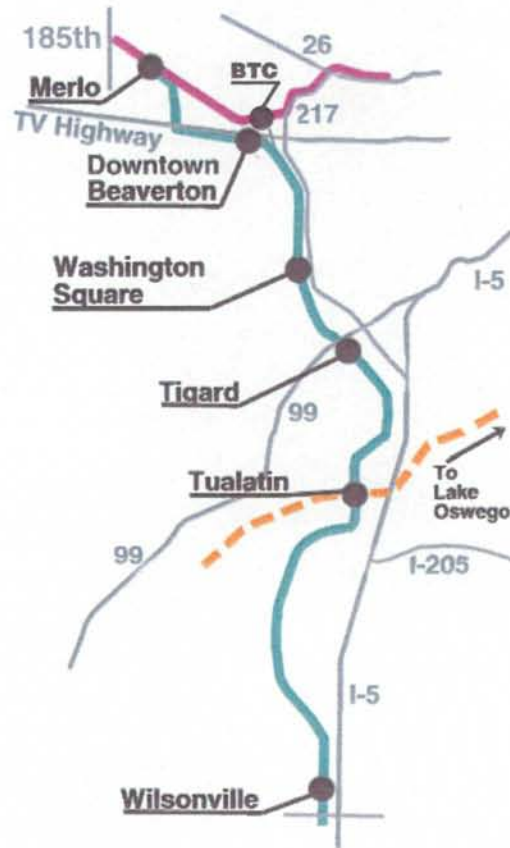 185th
26
Merlo
BTC
217
TV Highway
Downtown
Beaverton
Washington
Square
I-5
Tigard
99
To
Lake
Oswego
Tualatin
99
I-205
I-5
Wilsonville